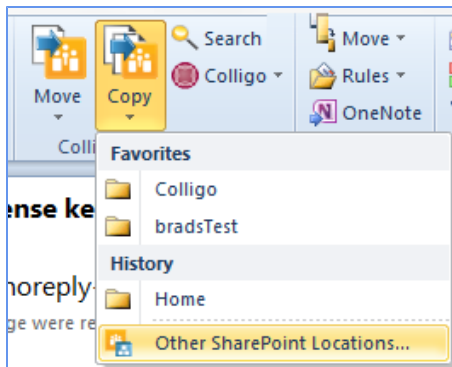 Search
Colligo
Move
Copy
Move
Rules
OneNote
Colli
Favorites
Colligo
bradsTest
History
Home
Other SharePoint Locations...
ense ke
noreply-
ge were re